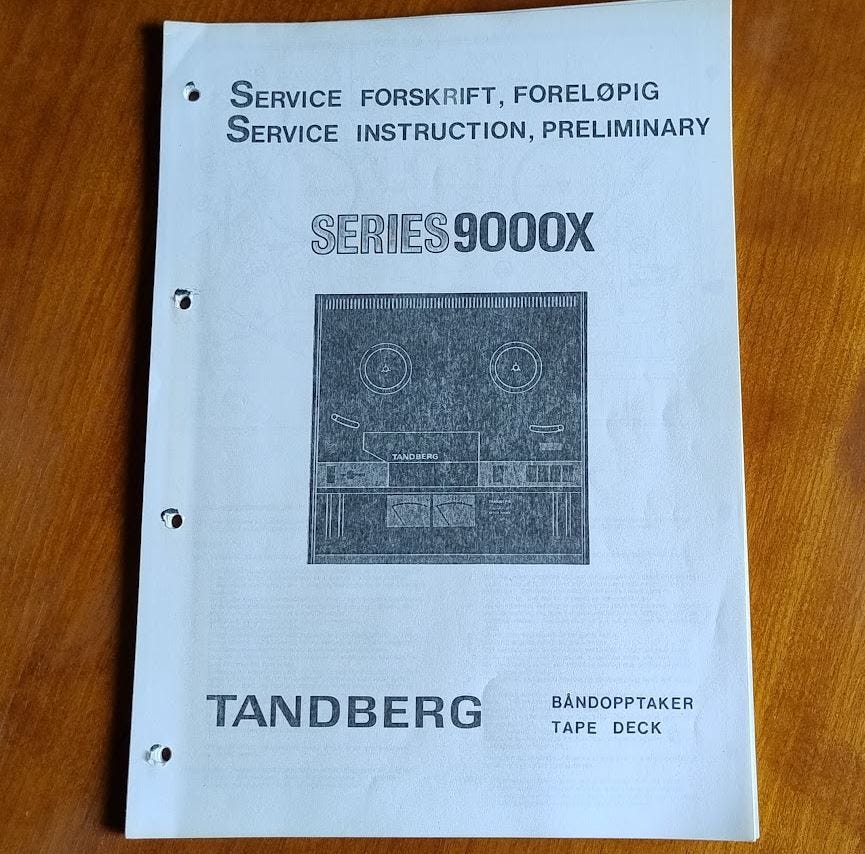 SERVICE FORSKRIFT, FORELØPIG
SERVICE INSTRUCTION, PRELIMINARY
SERIES 9000X
TANDBERG
TANDBERG
BÅNDOPPTAKER
TAPE DECK